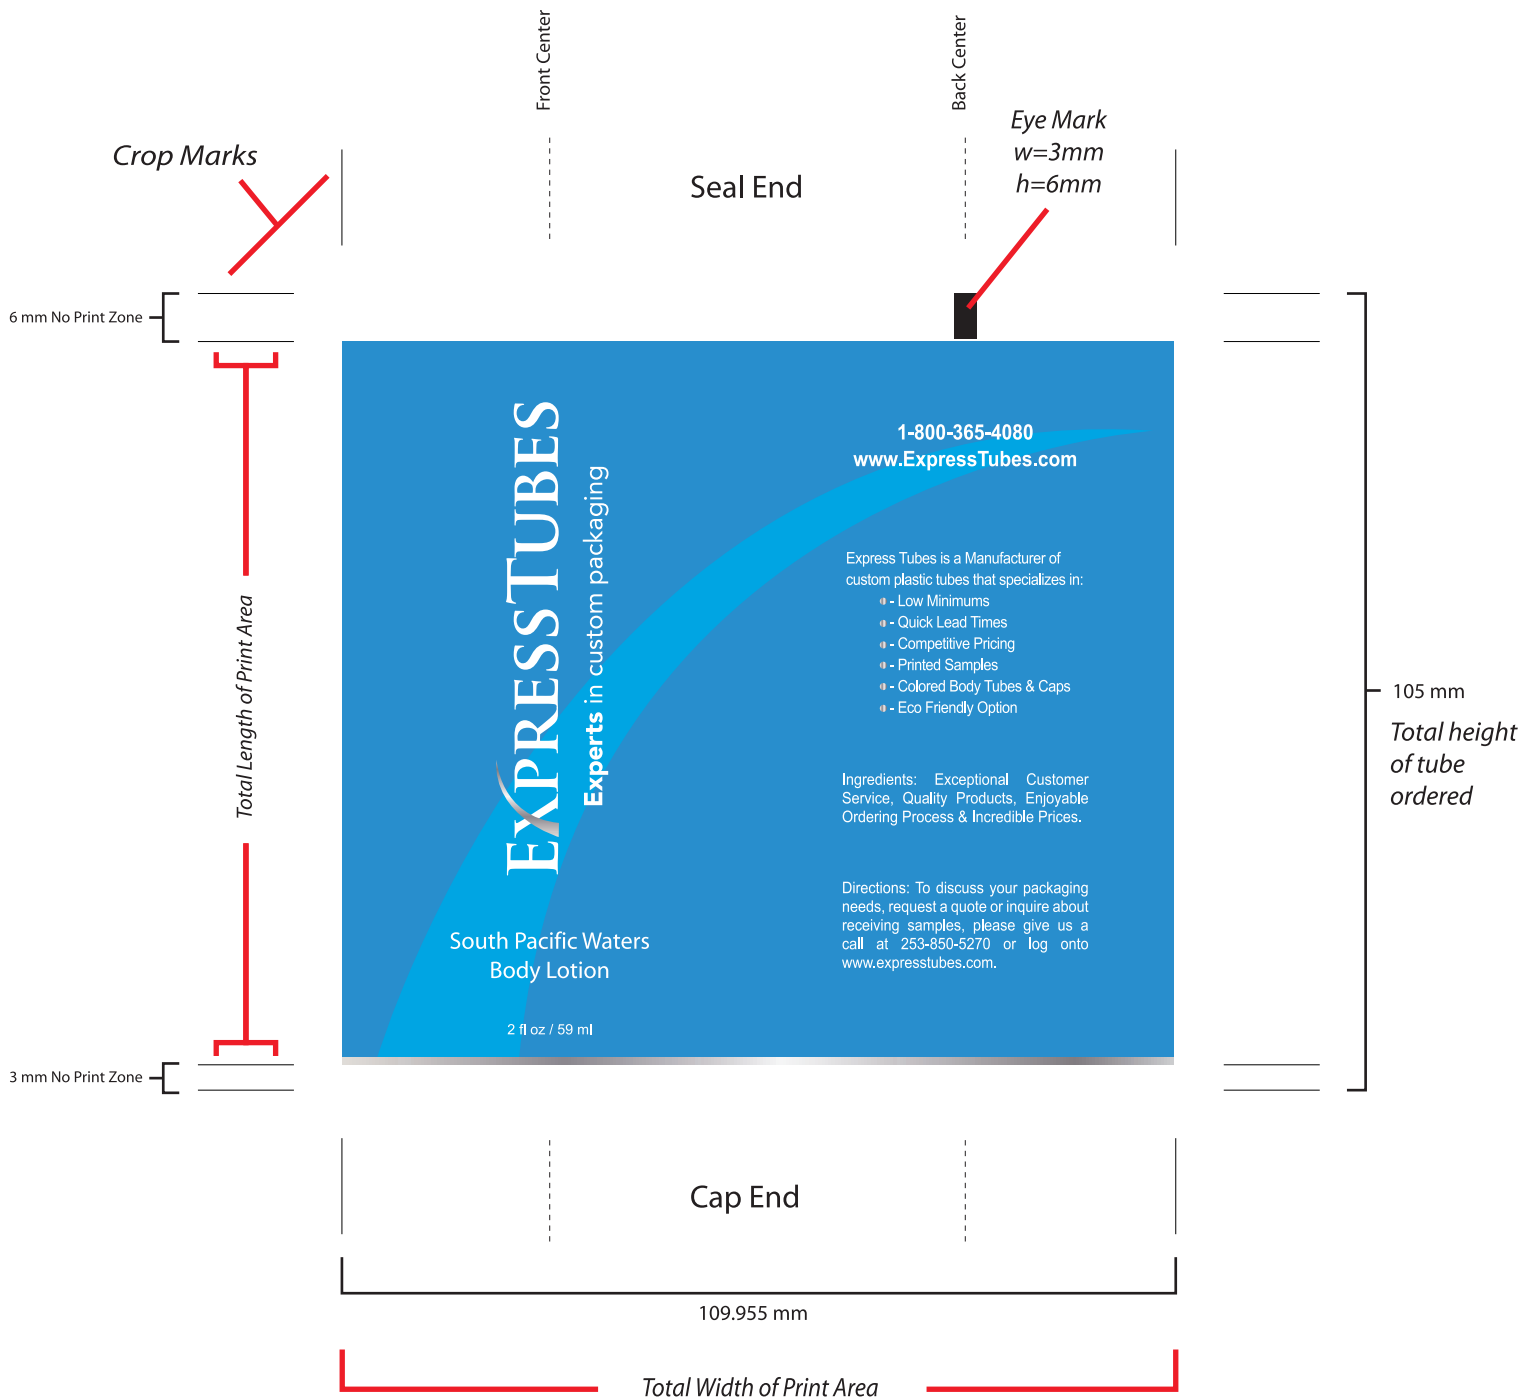 Front Center
Back Center
Crop Marks
Seal End
Eye Mark
w=3mm
h=6mm
6 mm No Print Zone
Total Length of Print Area
3 mm No Print Zone
EXPRESSTUBES
Experts in custom packaging
South Pacific Waters
Body Lotion
2 fl oz / 59 ml
1-800-365-4080
www.ExpressTubes.com
Express Tubes is a Manufacturer of
custom plastic tubes that specializes in:
- Low Minimums
- Quick Lead Times
- Competitive Pricing
- Printed Samples
- Colored Body Tubes & Caps
- Eco Friendly Option
Ingredients: Exceptional Customer
Service, Quality Products, Enjoyable
Ordering Process & Incredible Prices.
Directions: To discuss your packaging
needs, request a quote or inquire about
receiving samples, please give us a
call at 253-850-5270 or log onto
www.expresstubes.com.
105 mm
Total height
of tube
ordered
Cap End
109.955 mm
Total Width of Print Area